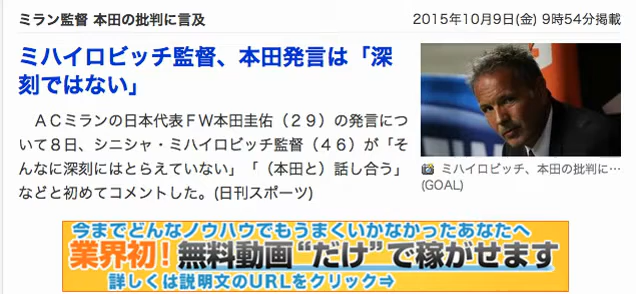 ミラン監督 本田の批判に言及
2015年10月9日(金) 9時54分掲載
ミハイロビッチ監督、本田発言は「深
刻ではない」
ＡＣミランの日本代表ＦＷ本田圭佑（２９）の発言につ
いて８日、シニシャ・ミハイロビッチ監督（４６）が「そ
んなに深刻にはとらえていない」「（本田と）話し合う」
などと初めてコメントした。(日刊スポーツ)
ミハイロビッチ、本田の批判に…
(GOAL)
今までどんなノウハウでもうまくいかなかったあなたへ
業界初！無料動画“だけ”で稼がせます
詳しくは説明文のURLをクリック⇒